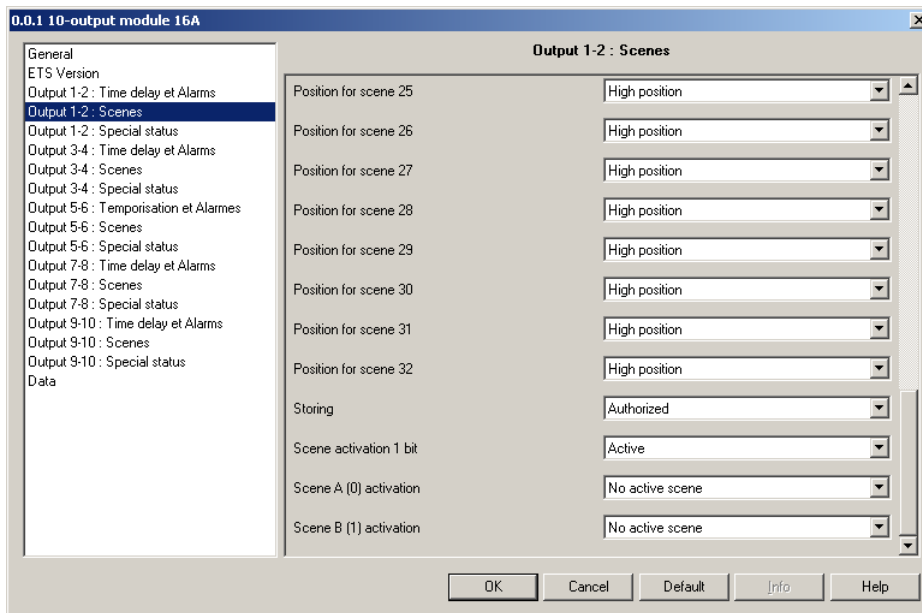 0.0.1 10-output module 16A
General
ETS Version
Output 1-2 : Time delay et Alarms
Output 1-2 : Scenes
Output 1-2 : Special status
Output 3-4 : Time delay et Alarms
Output 3-4 : Scenes
Output 3-4 : Special status
Output 5-6 : Temporisation et Alarmes
Output 5-6 : Scenes
Output 5-6 : Special status
Output 7-8 : Time delay et Alarms
Output 7-8 : Scenes
Output 7-8 : Special status
Output 9-10 : Time delay et Alarms
Output 9-10 : Scenes
Output 9-10 : Special status
Data
Output 1-2 : Scenes
Position for scene 25 High position
Position for scene 26 High position
Position for scene 27 High position
Position for scene 28 High position
Position for scene 29 High position
Position for scene 30 High position
Position for scene 31 High position
Position for scene 32 High position
Storing Authorized
Scene activation 1 bit Active
Scene A (0) activation No active scene
Scene B (1) activation No active scene
OK Cancel Default Info Help